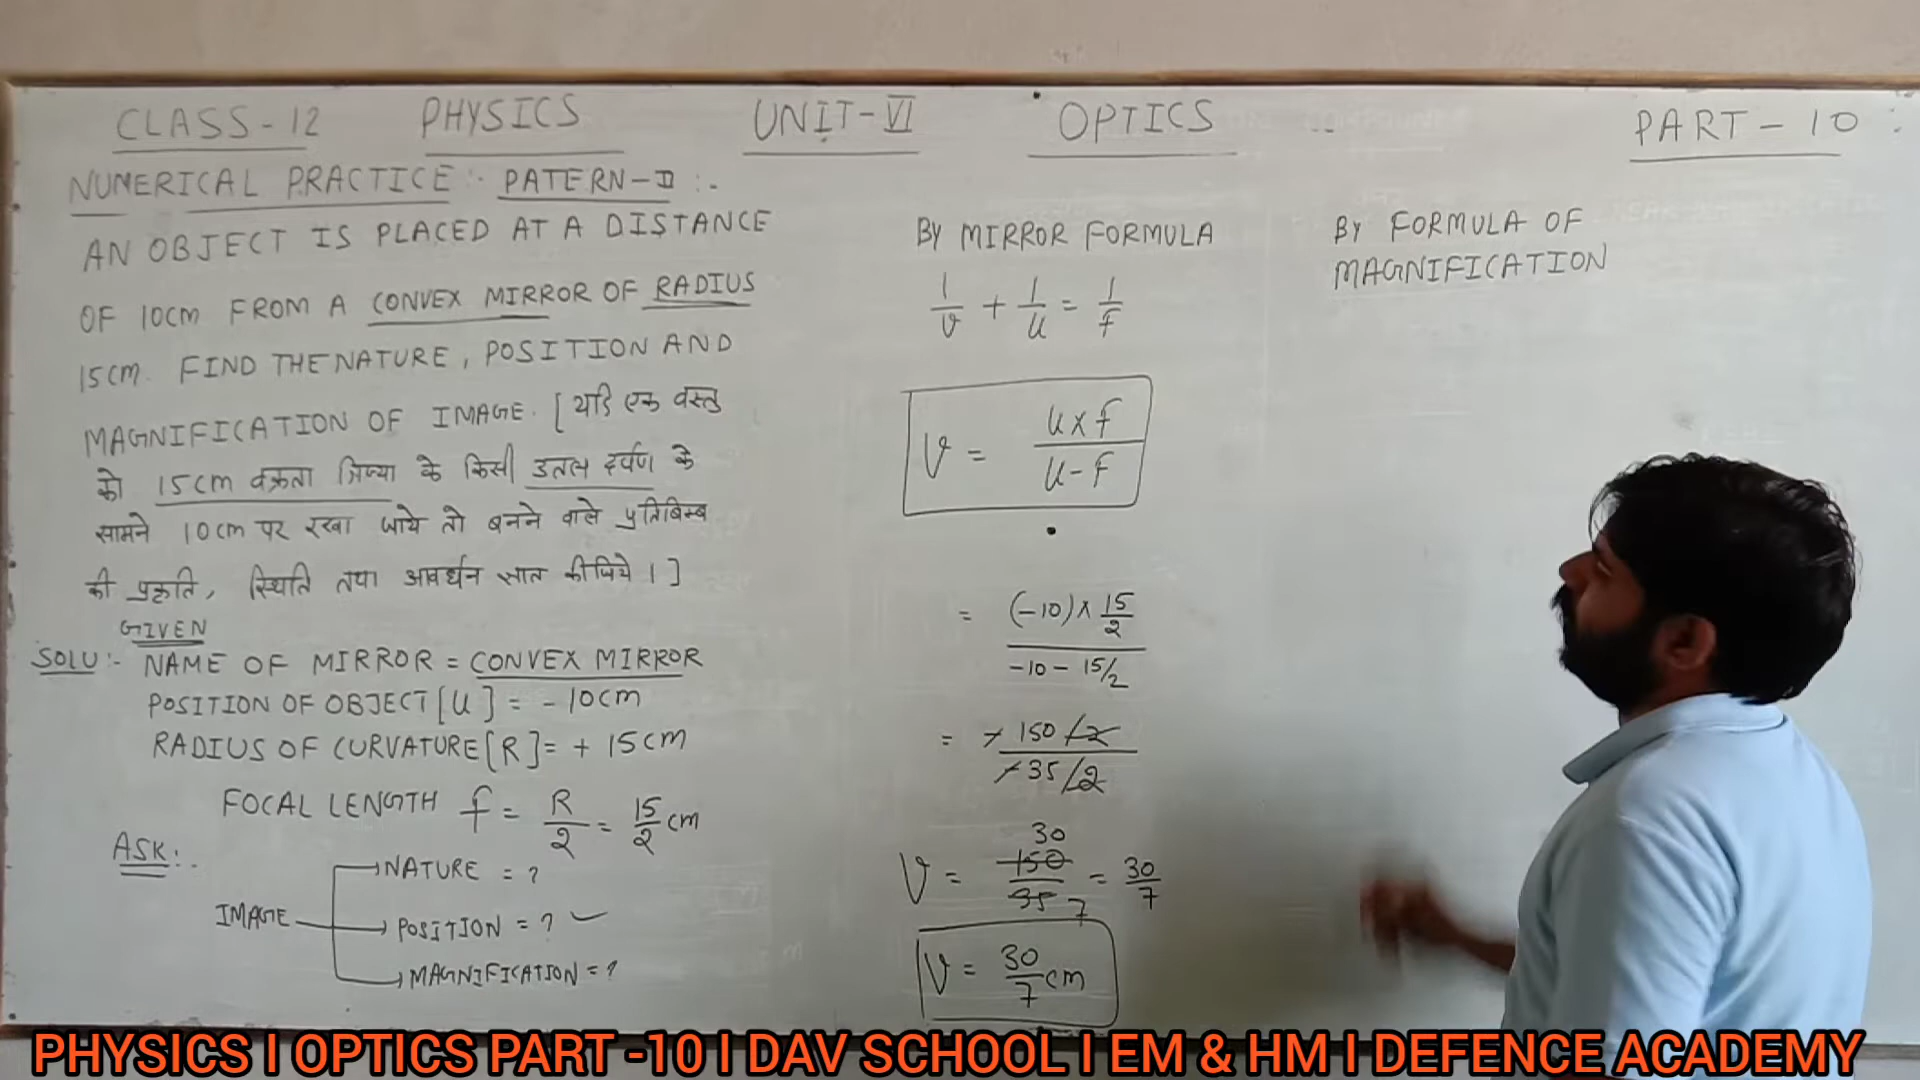 CLASS-12 PHYSICS UNIT-VI OPTICS PART-10
NUMERICAL PRACTICE :- PATERN-II :-
AN OBJECT IS PLACED AT A DISTANCE
OF 10CM FROM A CONVEX MIRROR OF RADIUS
15CM. FIND THE NATURE, POSITION AND
MAGNIFICATION OF IMAGE. [यदि एक वस्तु
को 15cm वक्रता त्रिज्या के किसी उत्तल दर्पण के
सामने 10cm पर रखा जाये तो बनने वाले प्रतिबिम्ब
की प्रकृति, स्थिति तथा आवर्धन ज्ञात कीजिये।]
GIVEN
SOLU:- NAME OF MIRROR = CONVEX MIRROR
POSITION OF OBJECT [u] = -10cm
RADIUS OF CURVATURE [R] = + 15cm
FOCAL LENGTH f = R/2 = 15/2 cm
ASK:-
NATURE = ?
IMAGE POSITION = ? ✓
MAGNIFICATION = ?
BY MIRROR FORMULA
1/v + 1/u = 1/f
v = u×f / u-f
= (-10)×15/2 / -10-15/2
= -150/2 / -35/2
v = 150/35 30 7 = 30/7
v = 30/7 cm
BY FORMULA OF
MAGNIFICATION
PHYSICS I OPTICS PART -10 I DAV SCHOOL I EM & HM I DEFENCE ACADEMY